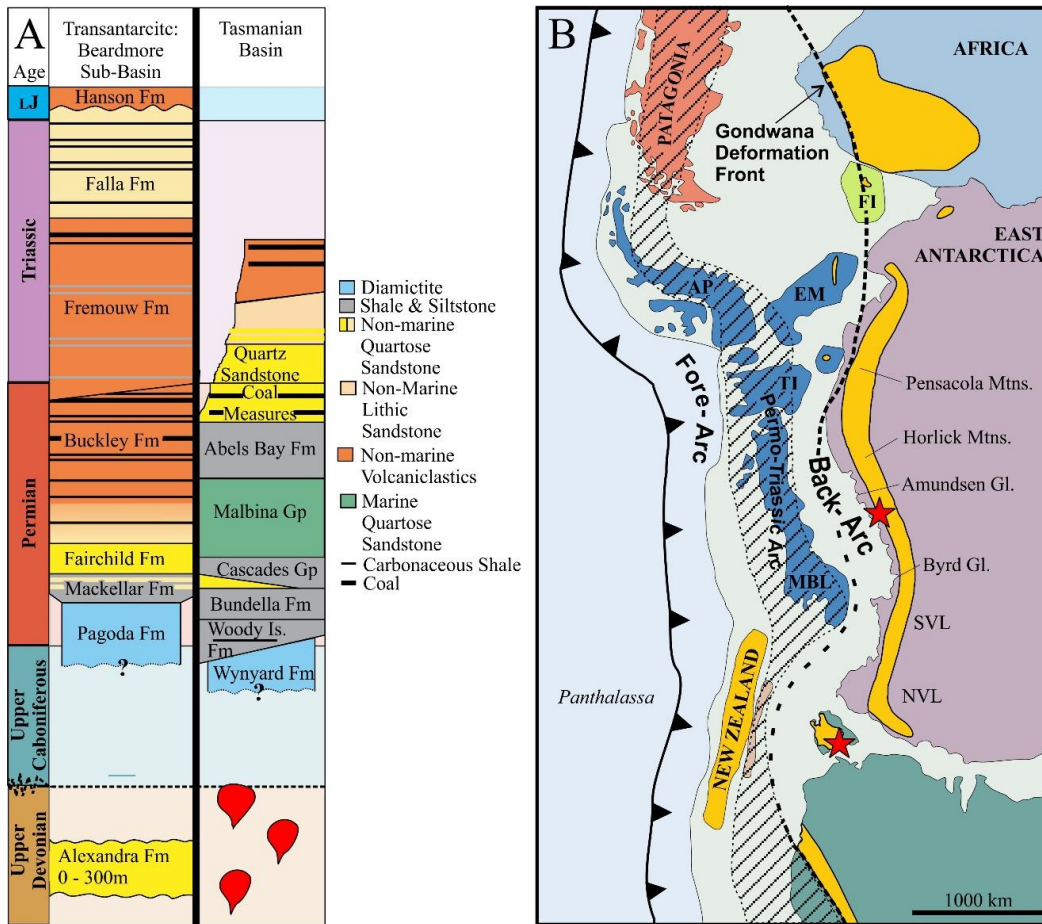 A
Age
Transantarcitc:
Beardmore
Sub-Basin
Tasmanian
Basin
LJ
Hanson Fm
Triassic
Falla Fm
Fremouw Fm
Quartz
Sandstone
Permian
Coal
Measures
Buckley Fm
Abels Bay Fm
Malbina Gp
Fairchild Fm
Cascades Gp
Mackellar Fm
Bundella Fm
Pagoda Fm
Woody Is.
Fm
?
Wynyard Fm
?
Upper
Caboniferous
Upper
Devonian
Alexandra Fm
0 - 300m
Diamictite
Shale & Siltstone
Non-marine
Quartose
Sandstone
Non-Marine
Lithic
Sandstone
Non-marine
Volcaniclastics
Marine
Quartose
Sandstone
Carbonaceous Shale
Coal
B
AFRICA
PATAGONIA
Gondwana
Deformation
Front
FI
EAST
ANTARCTICA
AP
EM
Pensacola Mtns.
Fore-Arc
TI
Permo-Triassic Arc
Horlick Mtns.
Back-Arc
Amundsen Gl.
Byrd Gl.
MBL
SVL
Panthalassa
NEW ZEALAND
NVL
1000 km